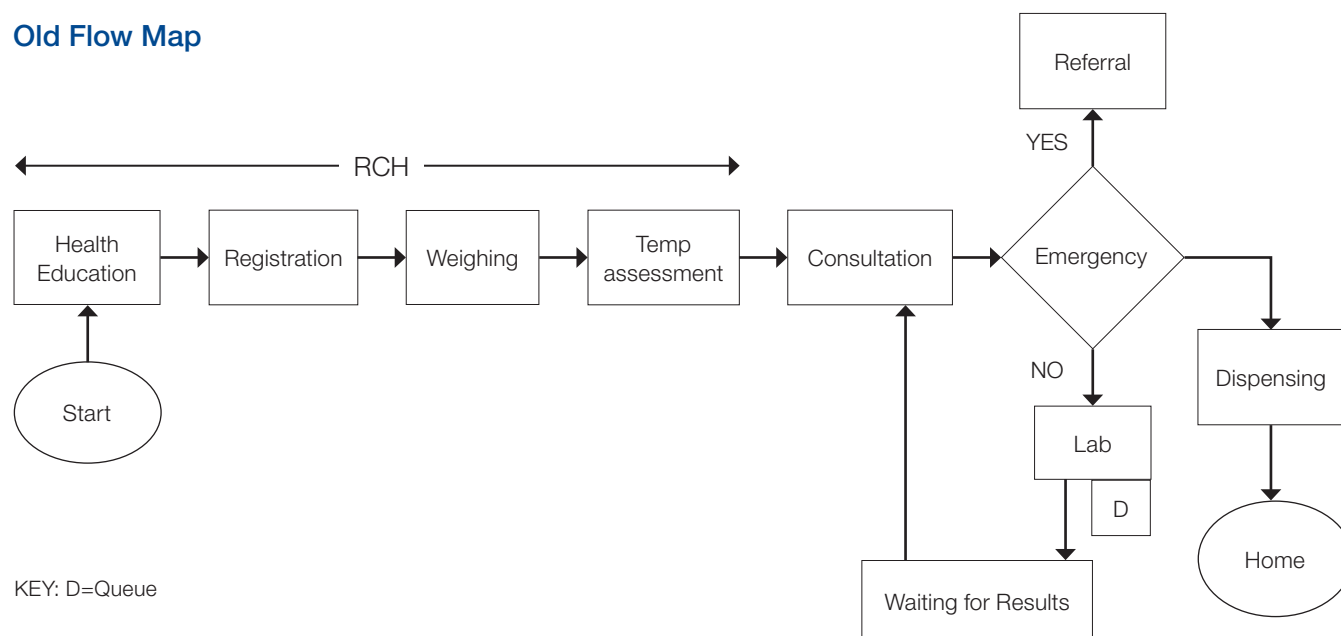 Old Flow Map
Referral
YES
RCH
Health
Education
Registration
Weighing
Temp
assessment
Consultation
Emergency
NO
Start
Lab
D
Dispensing
Home
Waiting for Results
KEY: D=Queue